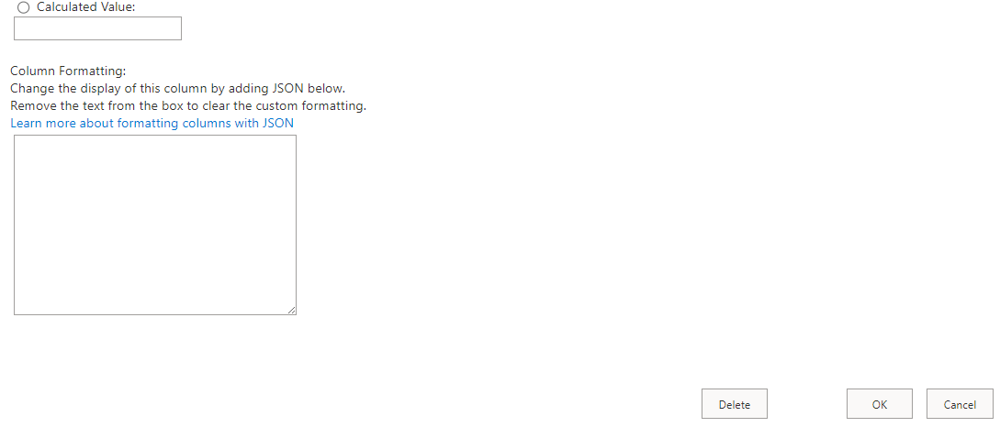 Calculated Value:
Column Formatting:
Change the display of this column by adding JSON below.
Remove the text from the box to clear the custom formatting.
Learn more about formatting columns with JSON
Delete OK Cancel